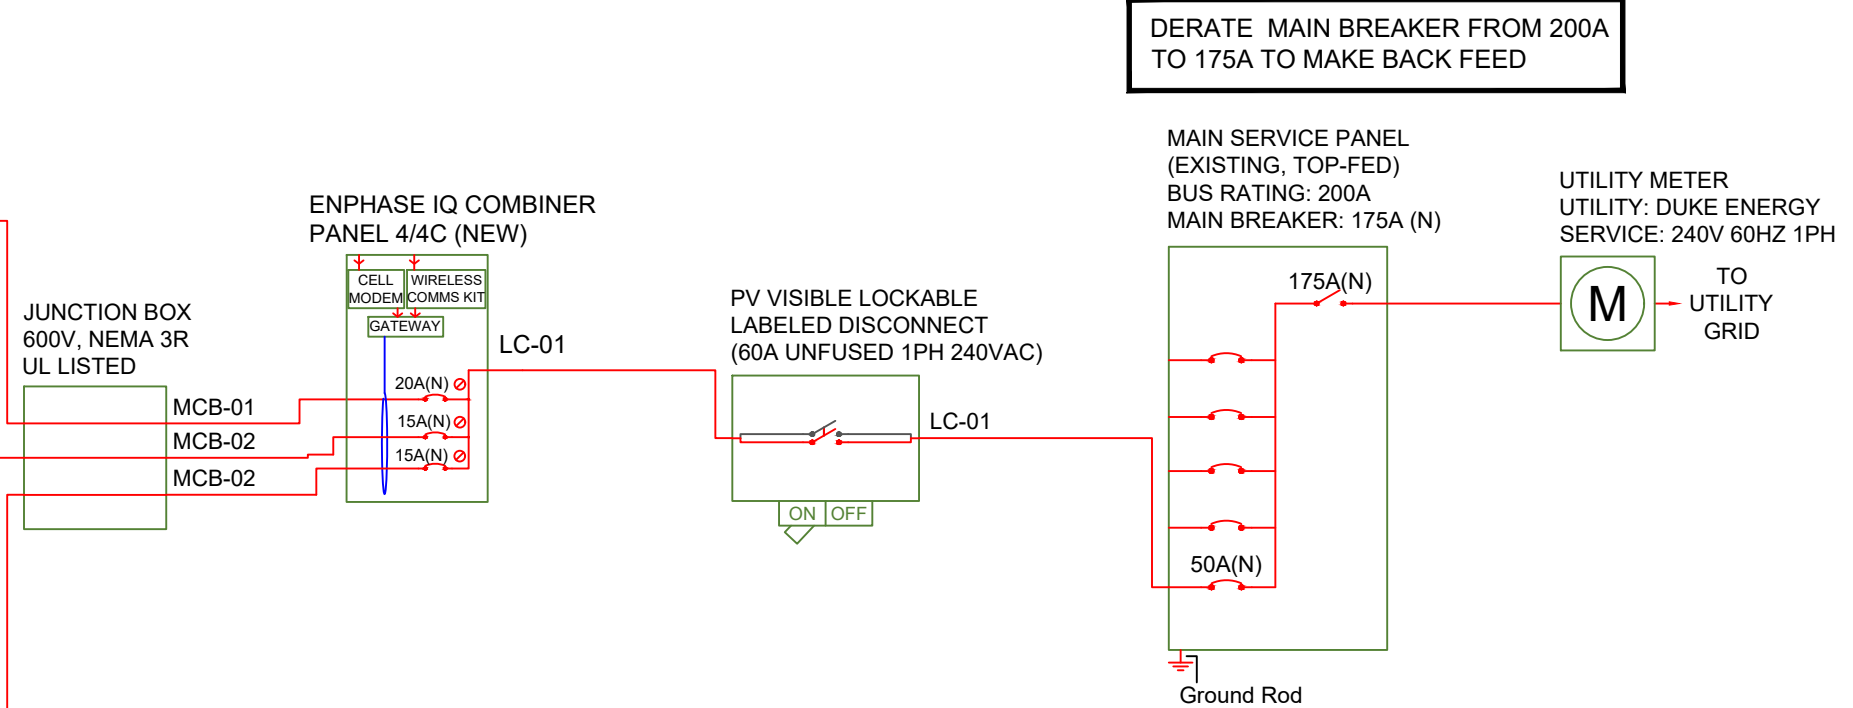 DERATE MAIN BREAKER FROM 200A
TO 175A TO MAKE BACK FEED
MAIN SERVICE PANEL
(EXISTING, TOP-FED)
BUS RATING: 200A
MAIN BREAKER: 175A (N)
UTILITY METER
UTILITY: DUKE ENERGY
SERVICE: 240V 60HZ 1PH
ENPHASE IQ COMBINER
PANEL 4/4C (NEW)
CELL
MODEM
WIRELESS
COMMS KIT
GATEWAY
JUNCTION BOX
600V, NEMA 3R
UL LISTED
MCB-01
MCB-02
MCB-02
20A(N)
15A(N)
15A(N)
LC-01
PV VISIBLE LOCKABLE
LABELED DISCONNECT
(60A UNFUSED 1PH 240VAC)
ON OFF
LC-01
175A(N)
50A(N)
M
TO
UTILITY
GRID
Ground Rod